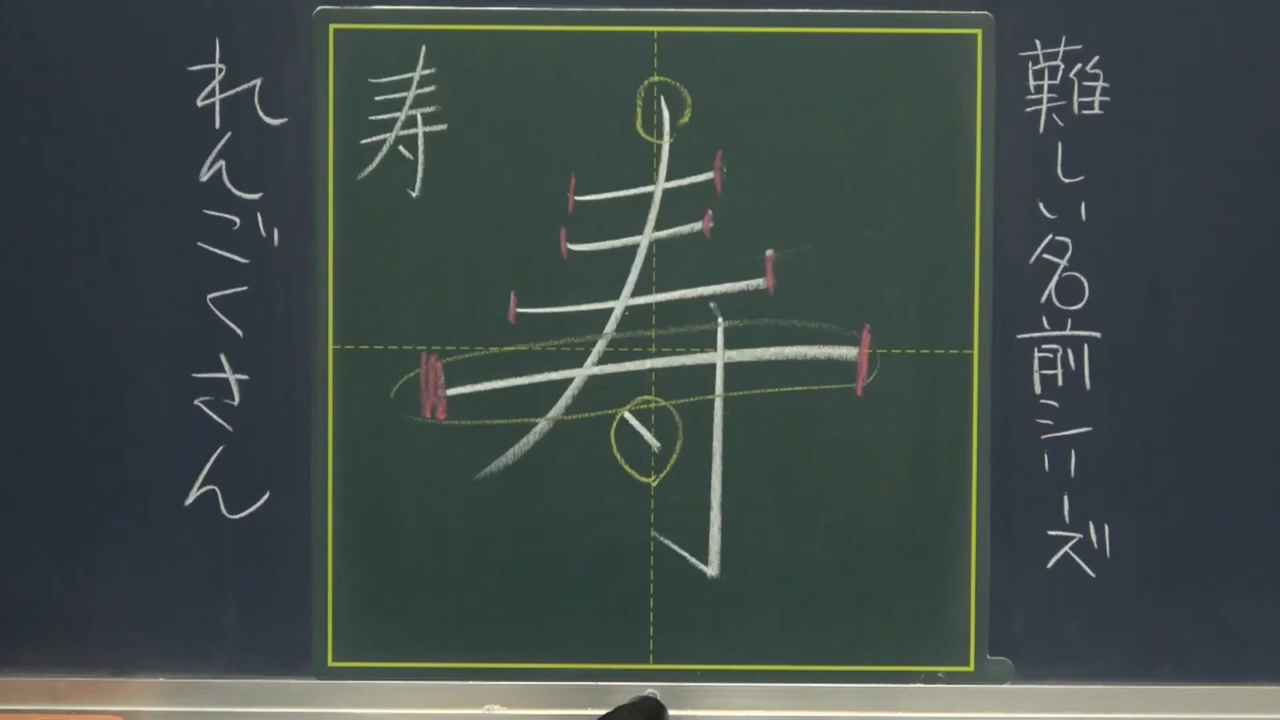 難しい名前シリーズ
寿
寿
れんごくさん